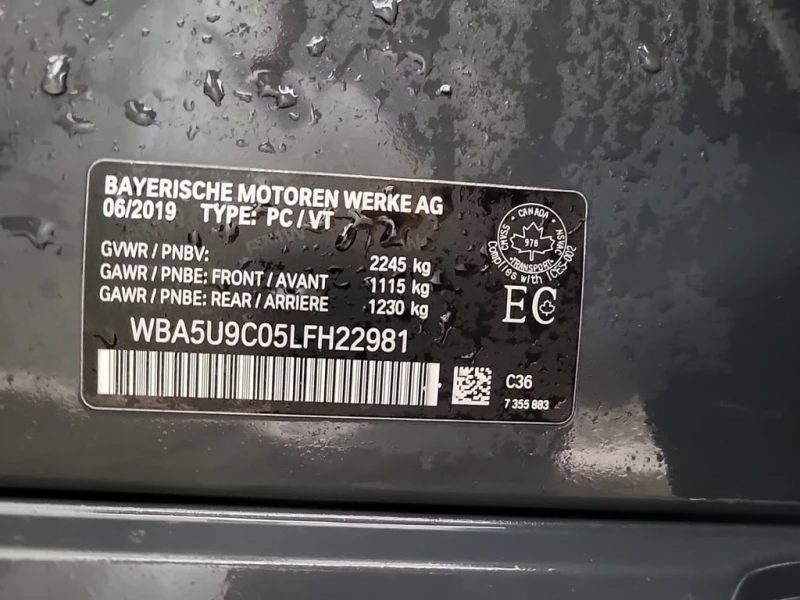 BAYERISCHE MOTOREN WERKE AG
06/2019 TYPE: PC / VT
GVWR / PNBV: 2245 kg
GAWR / PNBE: FRONT / AVANT 1115 kg
GAWR / PNBE: REAR / ARRIERE 1230 kg
WBA5U9C05LFH22981
CANADA
CMVSS
NSVAC
978
TRANSPORT
Complies with ICES-002
EC
C36
7 355 883